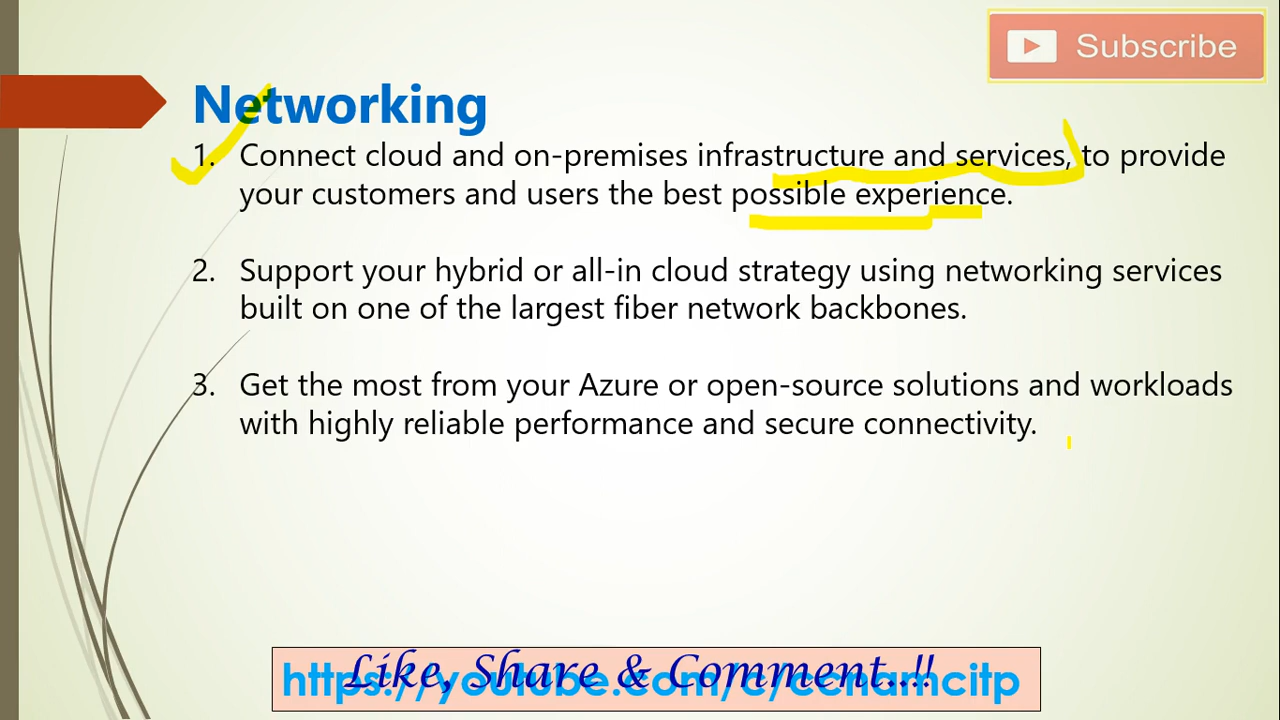 Subscribe
Networking
1. Connect cloud and on-premises infrastructure and services, to provide
your customers and users the best possible experience.
2. Support your hybrid or all-in cloud strategy using networking services
built on one of the largest fiber network backbones.
3. Get the most from your Azure or open-source solutions and workloads
with highly reliable performance and secure connectivity.
Like, Share & Comment..!!
https://youtube.com/c/ccnamcitp